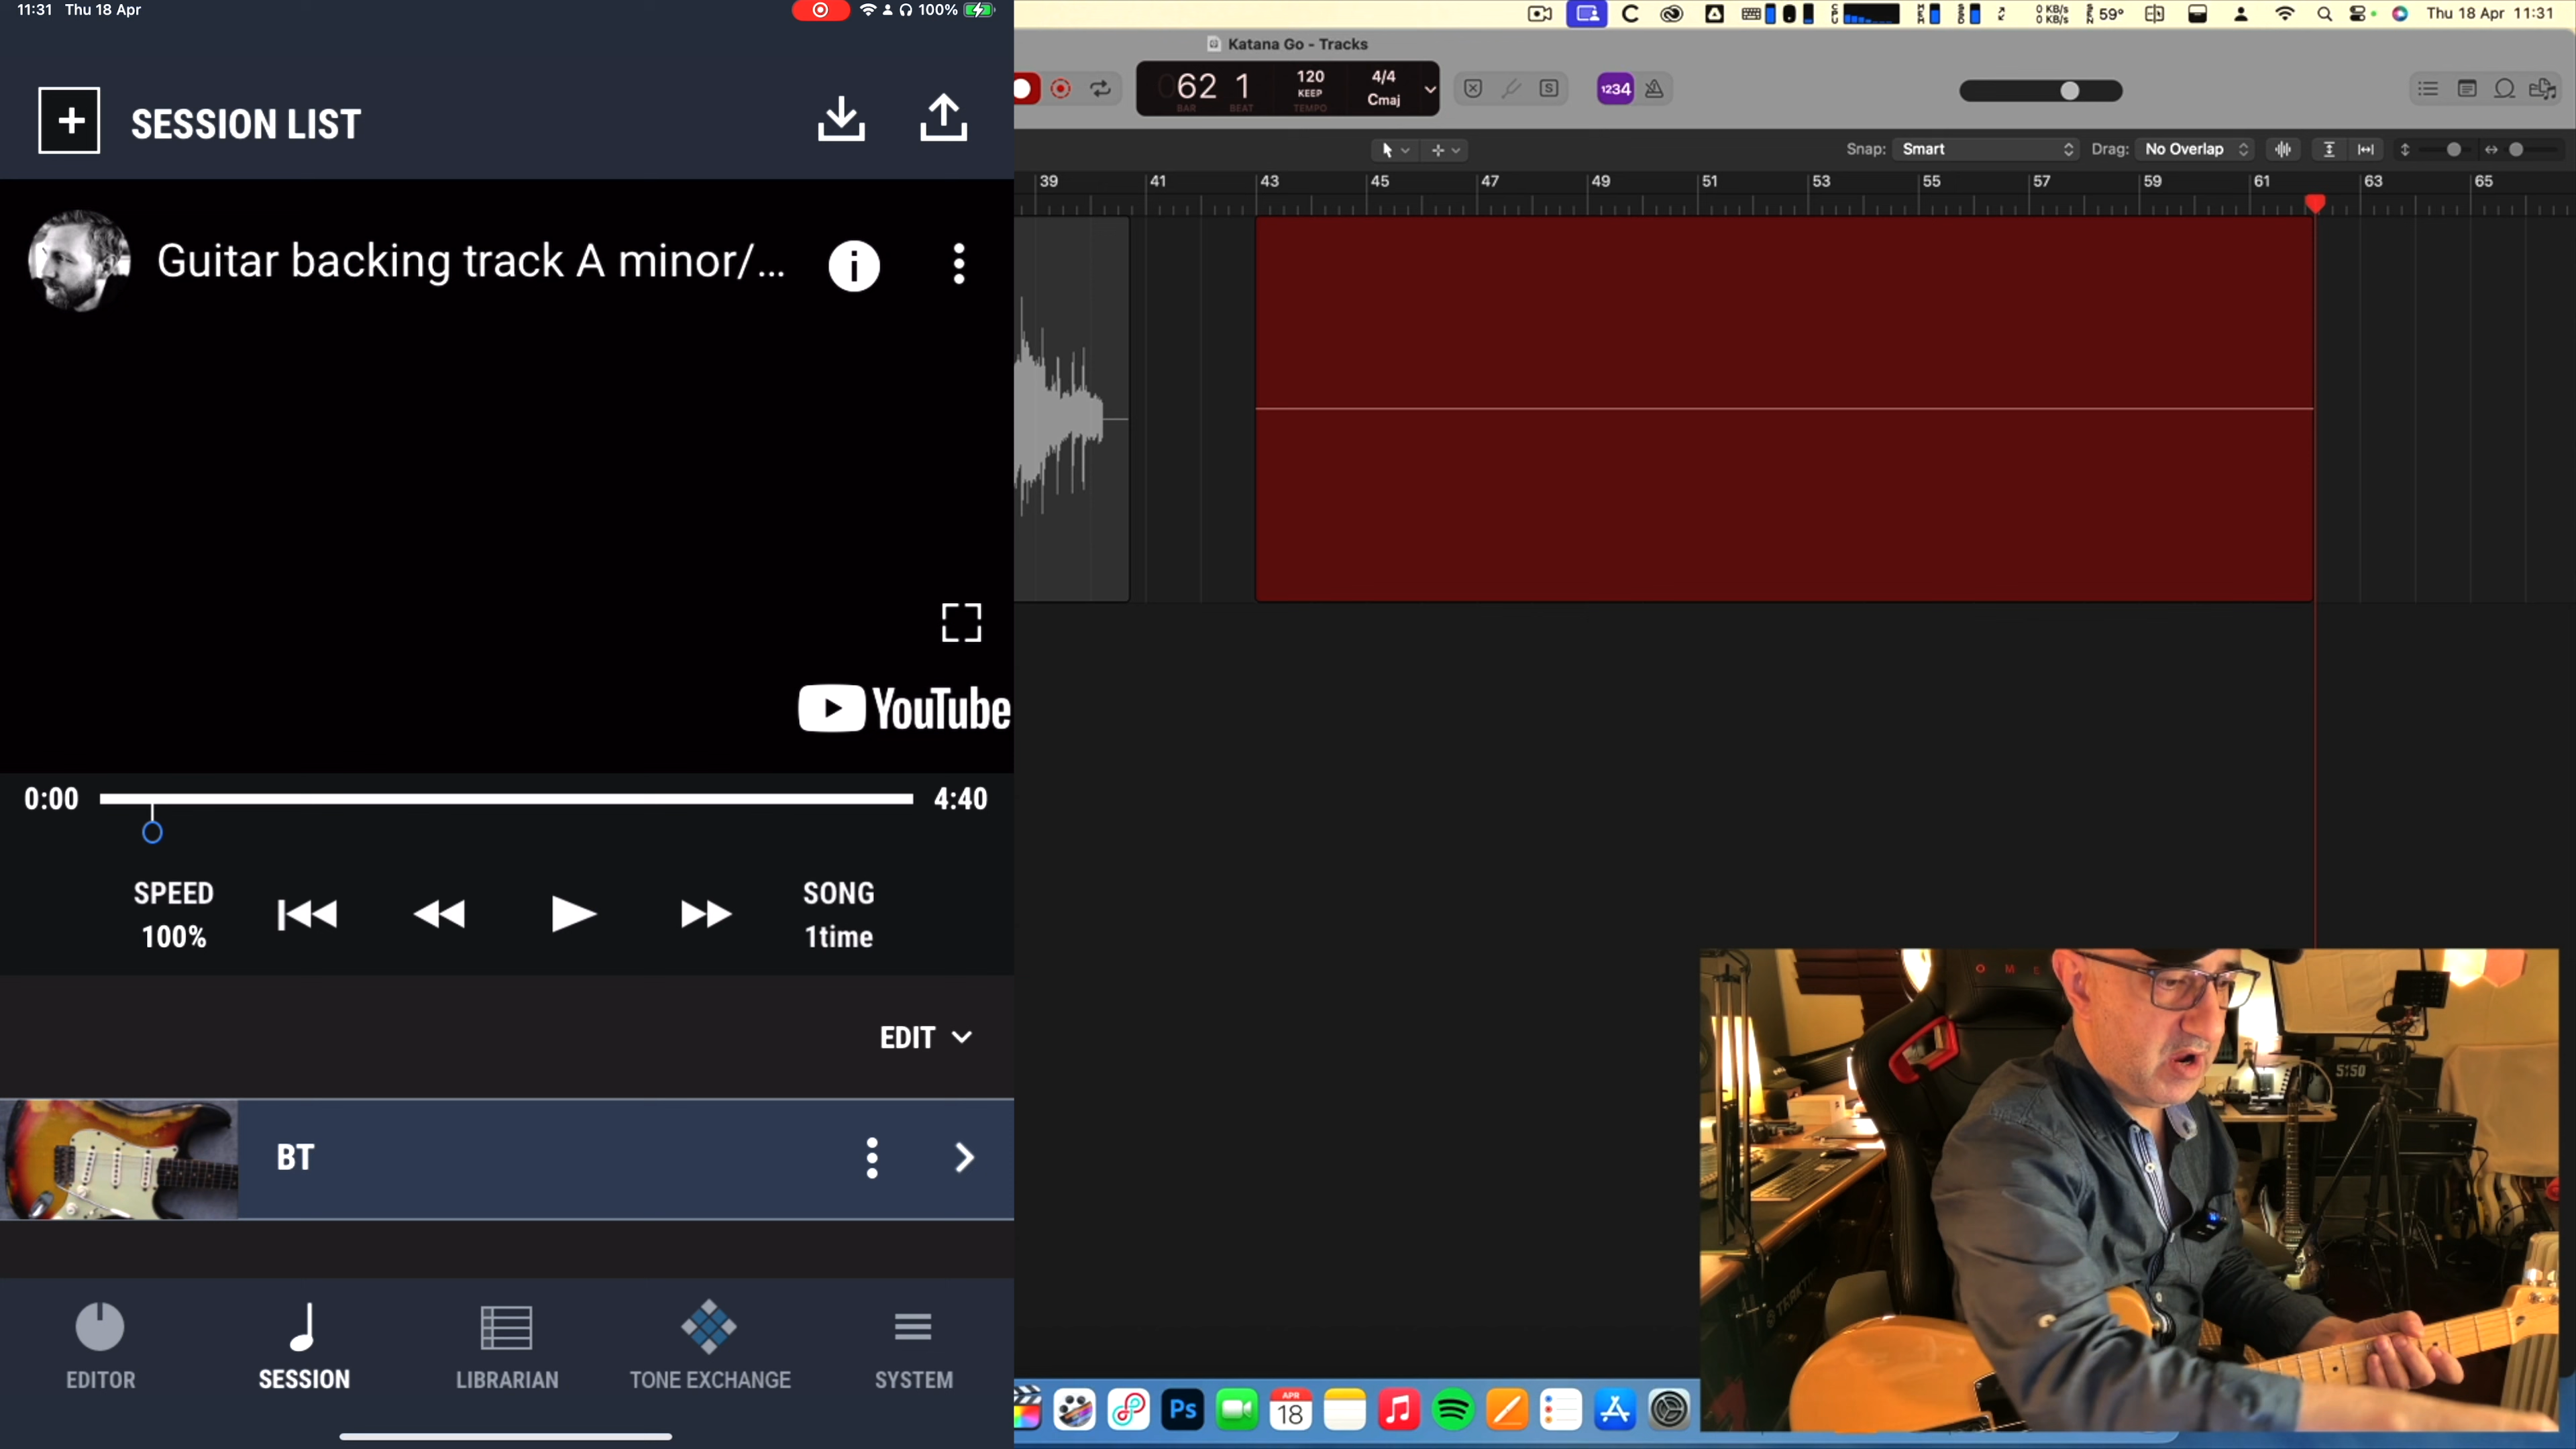 11:31 Thu 18 Apr
100%
SESSION LIST
Guitar backing track A minor/...
YouTube
0:00
4:40
SPEED
100%
SONG
1time
EDIT
BT
EDITOR
SESSION
LIBRARIAN
TONE EXCHANGE
SYSTEM
0 KB/s
0 KB/s
59°
Thu 18 Apr 11:31
Katana Go - Tracks
062 1
120
KEEP
4/4
Cmaj
BAR
BEAT
TEMPO
S
1234
Snap: Smart
Drag: No Overlap
39 41 43 45 47 49 51 53 55 57 59 61 63 65
Ps
APR
18
5150